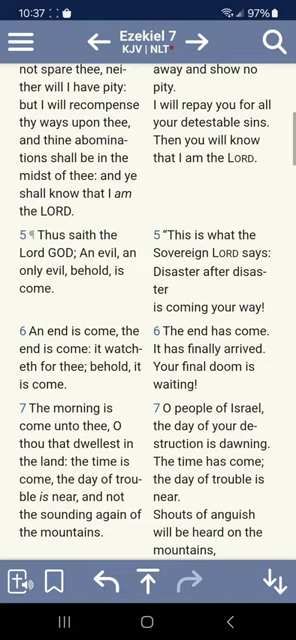 10:37
97%
Ezekiel 7
KJV | NLT*
not spare thee, nei-
ther will I have pity:
but I will recompense
thy ways upon thee,
and thine abomina-
tions shall be in the
midst of thee: and ye
shall know that I am
the LORD.
5 ¶ Thus saith the
Lord GOD; An evil, an
only evil, behold, is
come.
6 An end is come, the
end is come: it watch-
eth for thee; behold, it
is come.
7 The morning is
come unto thee, O
thou that dwellest in
the land: the time is
come, the day of trou-
ble is near, and not
the sounding again of
the mountains.
away and show no
pity.
I will repay you for all
your detestable sins.
Then you will know
that I am the LORD.
5 “This is what the
Sovereign LORD says:
Disaster after disas-
ter
is coming your way!
6 The end has come.
It has finally arrived.
Your final doom is
waiting!
7 O people of Israel,
the day of your de-
struction is dawning.
The time has come;
the day of trouble is
near.
Shouts of anguish
will be heard on the
mountains,